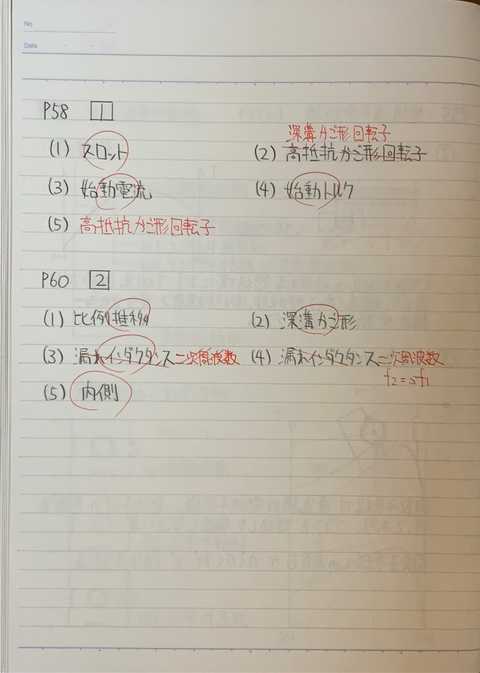 No.
Date
P58 1
深溝かご形回転子
(1) スロット (2) 高抵抗かご形回転子
(3) 始動電流 (4) 始動トルク
(5) 高抵抗かご形回転子
P60 2
(1) 比例推移 (2) 深溝かご形
(3) 漏れインダクタンス二次周波数 (4) 漏れインダクタンス二次周波数
f2=sf1
(5) 内側